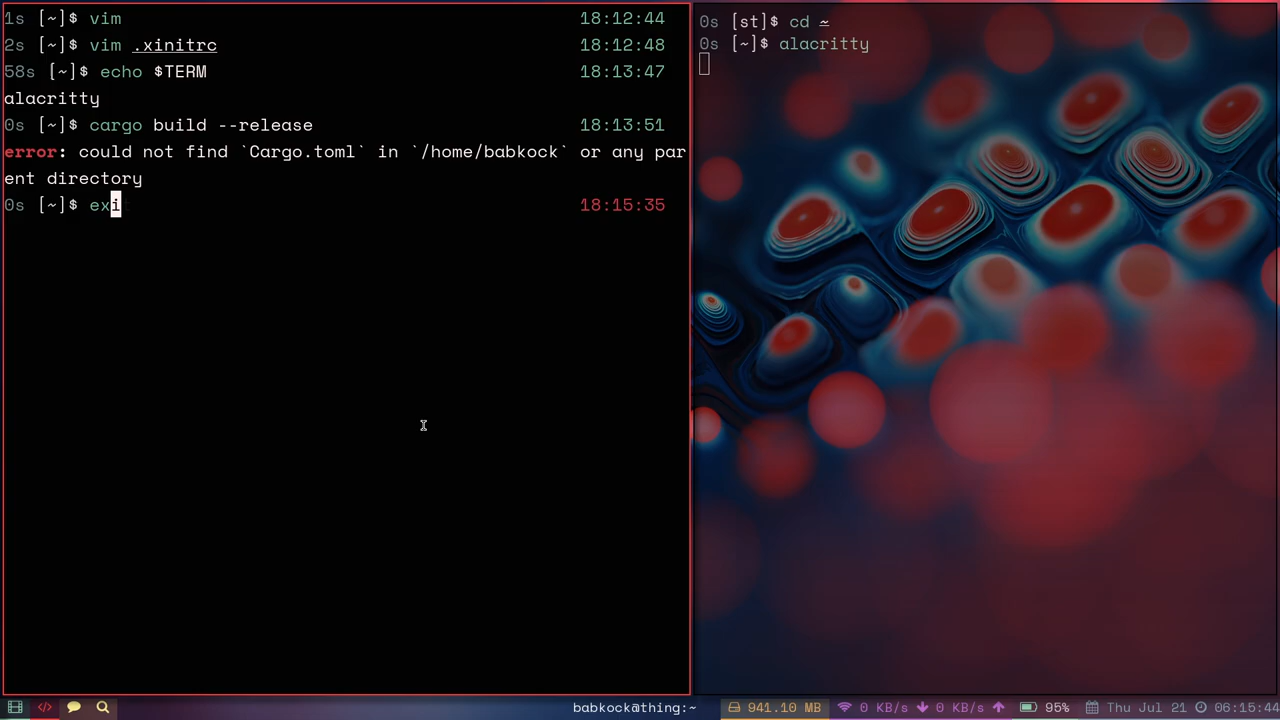 1s [~]$ vim 18:12:44
2s [~]$ vim .xinitrc 18:12:48
58s [~]$ echo $TERM 18:13:47
alacritty
0s [~]$ cargo build --release 18:13:51
error: could not find `Cargo.toml` in `/home/babkock` or any par
ent directory
0s [~]$ exit 18:15:35
0s [st]$ cd ~
0s [~]$ alacritty
</> babkock@thing:~ 941.10 MB 0 KB/s 0 KB/s 95% Thu Jul 21 06:15:44